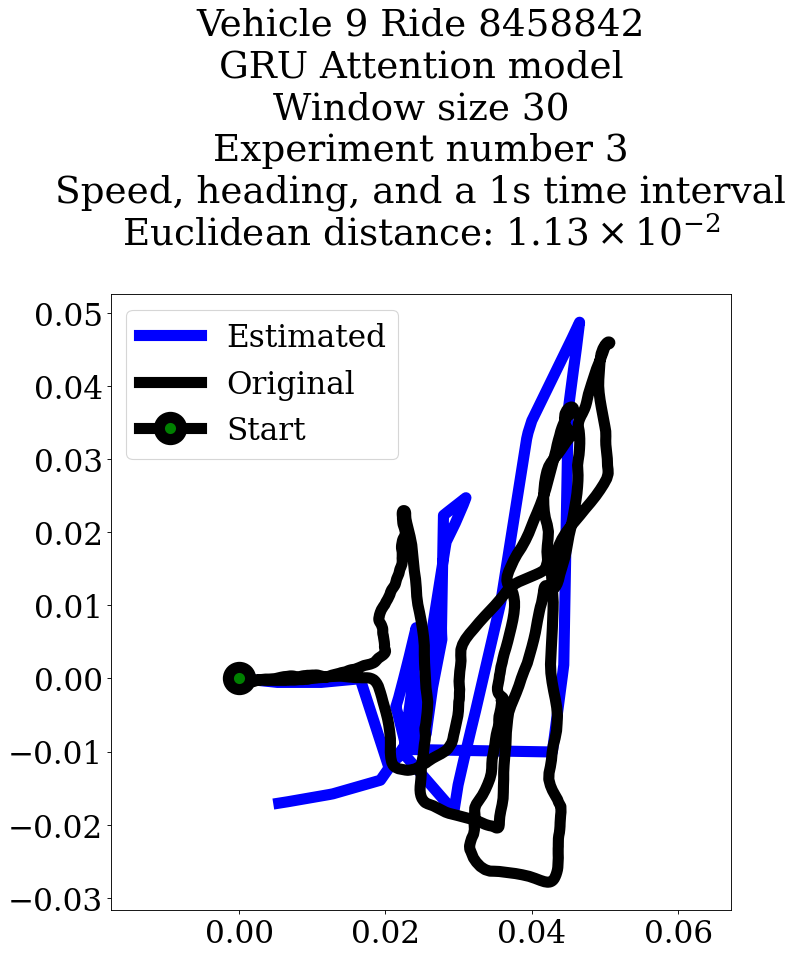 Vehicle 9 Ride 8458842
GRU Attention model
Window size 30
Experiment number 3
Speed, heading, and a 1s time interval
Euclidean distance: 1.13 × 10⁻²
Estimated
Original
Start
0.05
0.04
0.03
0.02
0.01
0.00
−0.01
−0.02
−0.03
0.00 0.02 0.04 0.06